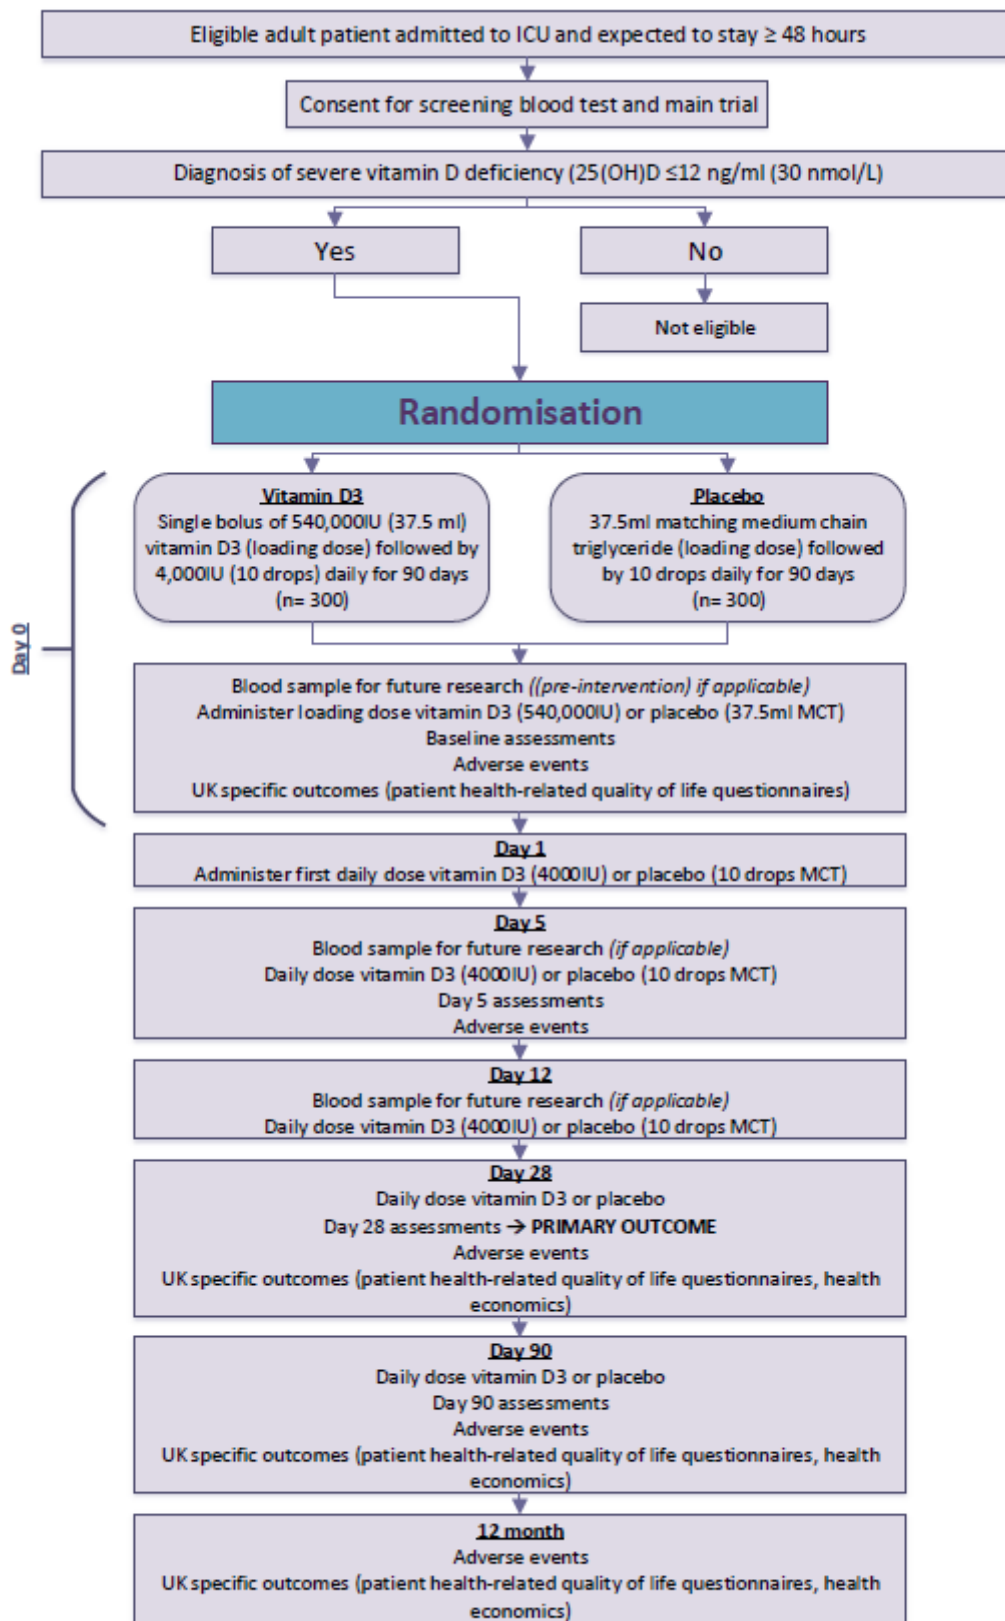 Eligible adult patient admitted to ICU and expected to stay ≥ 48 hours
Consent for screening blood test and main trial
Diagnosis of severe vitamin D deficiency (25(OH)D ≤12 ng/ml (30 nmol/L)
Yes
No
Not eligible
Randomisation
Day 0
Vitamin D3
Single bolus of 540,000IU (37.5 ml)
vitamin D3 (loading dose) followed by
4,000IU (10 drops) daily for 90 days
(n= 300)
Placebo
37.5ml matching medium chain
triglyceride (loading dose) followed
by 10 drops daily for 90 days
(n= 300)
Blood sample for future research ((pre-intervention) if applicable)
Administer loading dose vitamin D3 (540,000IU) or placebo (37.5ml MCT)
Baseline assessments
Adverse events
UK specific outcomes (patient health-related quality of life questionnaires)
Day 1
Administer first daily dose vitamin D3 (4000IU) or placebo (10 drops MCT)
Day 5
Blood sample for future research (if applicable)
Daily dose vitamin D3 (4000IU) or placebo (10 drops MCT)
Day 5 assessments
Adverse events
Day 12
Blood sample for future research (if applicable)
Daily dose vitamin D3 (4000IU) or placebo (10 drops MCT)
Day 28
Daily dose vitamin D3 or placebo
Day 28 assessments → PRIMARY OUTCOME
Adverse events
UK specific outcomes (patient health-related quality of life questionnaires, health
economics)
Day 90
Daily dose vitamin D3 or placebo
Day 90 assessments
Adverse events
UK specific outcomes (patient health-related quality of life questionnaires, health
economics)
12 month
Adverse events
UK specific outcomes (patient health-related quality of life questionnaires, health
economics)